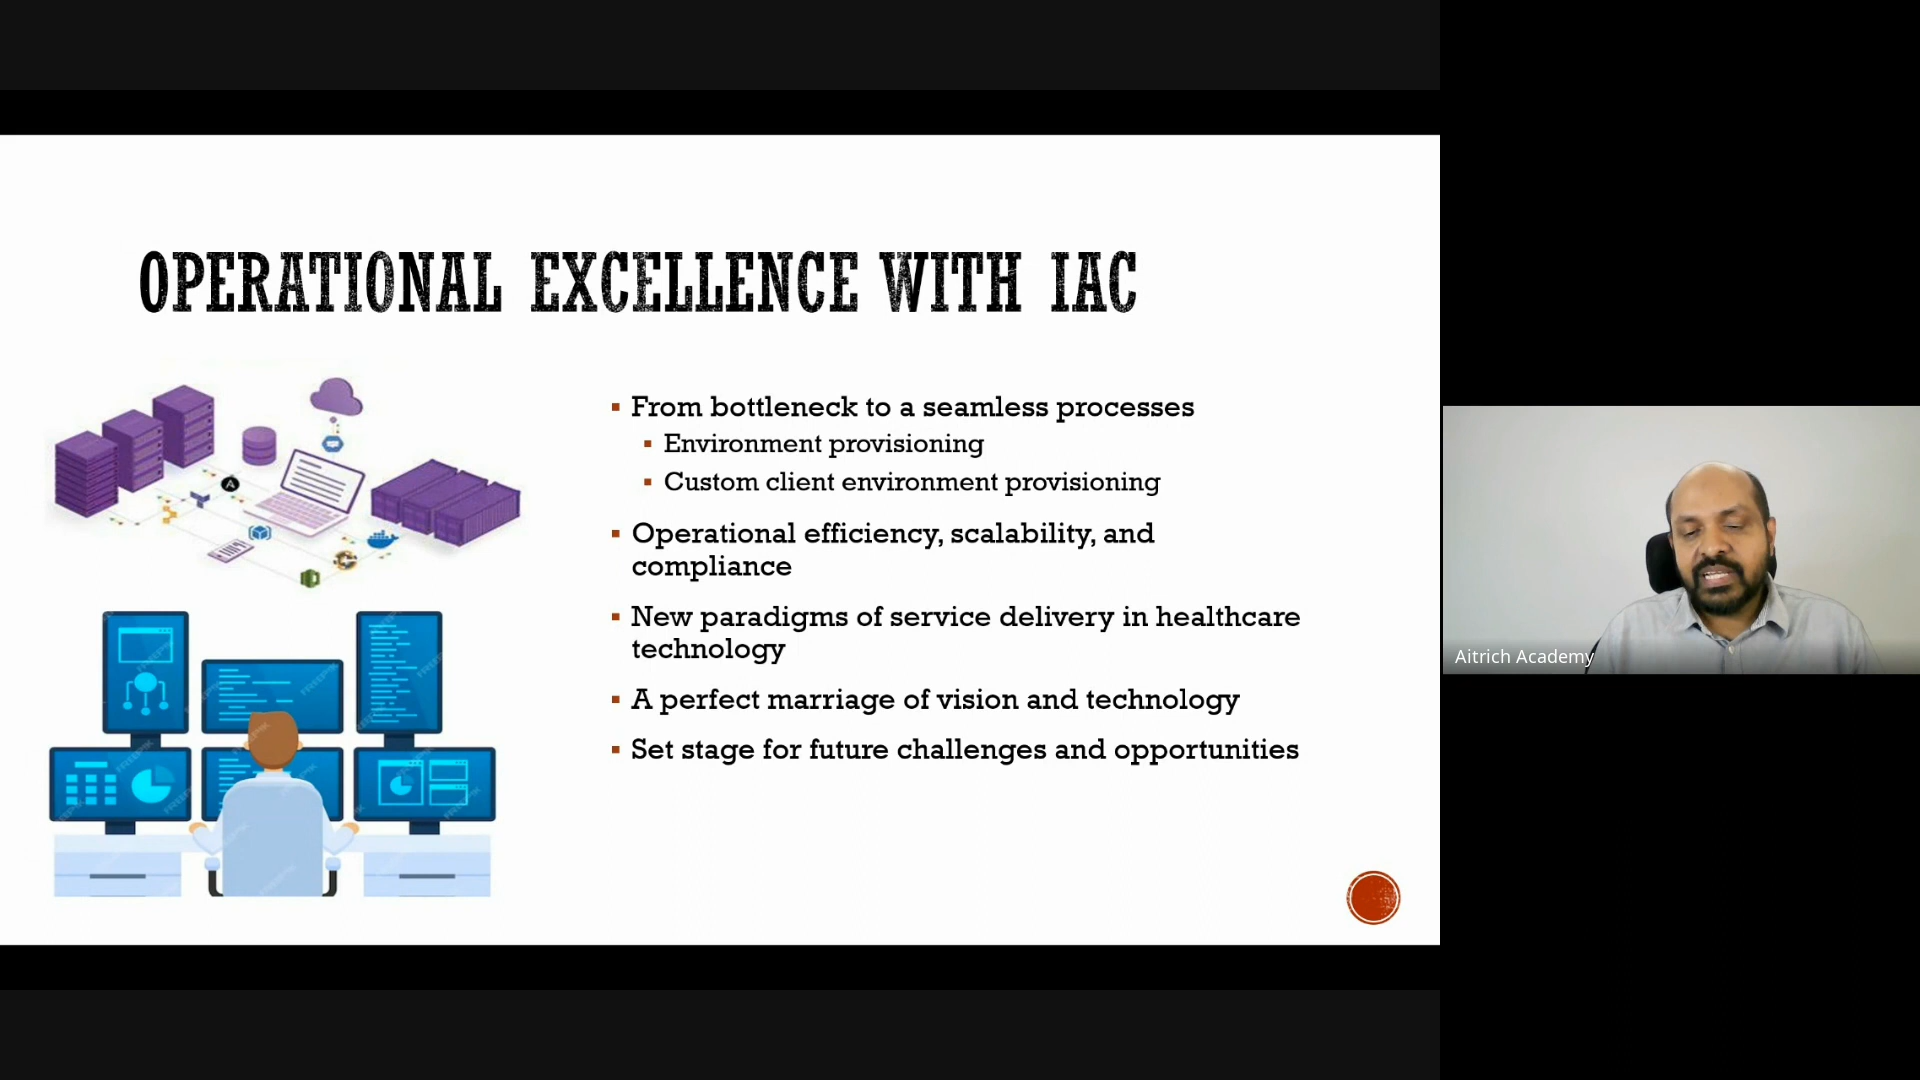 OPERATIONAL EXCELLENCE WITH IAC
From bottleneck to a seamless processes
Environment provisioning
Custom client environment provisioning
Operational efficiency, scalability, and
compliance
New paradigms of service delivery in healthcare
technology
A perfect marriage of vision and technology
Set stage for future challenges and opportunities
A
Aitrich Academy